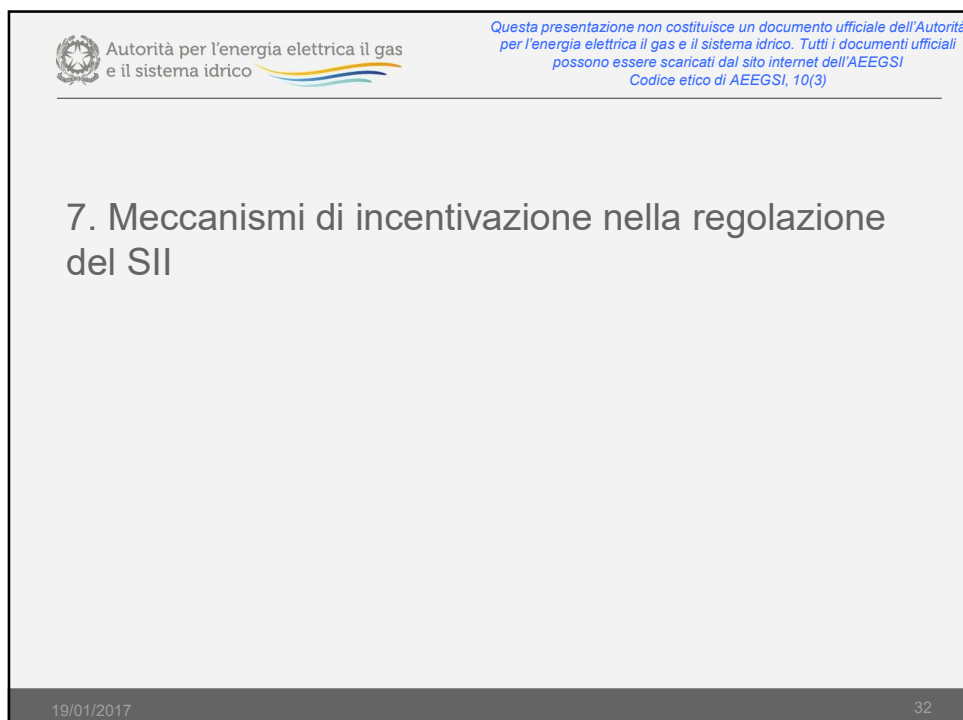 Autorità per l'energia elettrica il gas
e il sistema idrico
Questa presentazione non costituisce un documento ufficiale dell'Autorità
per l'energia elettrica il gas e il sistema idrico. Tutti i documenti ufficiali
possono essere scaricati dal sito internet dell'AEEGSI
Codice etico di AEEGSI, 10(3)
7. Meccanismi di incentivazione nella regolazione
del SII
19/01/2017
32